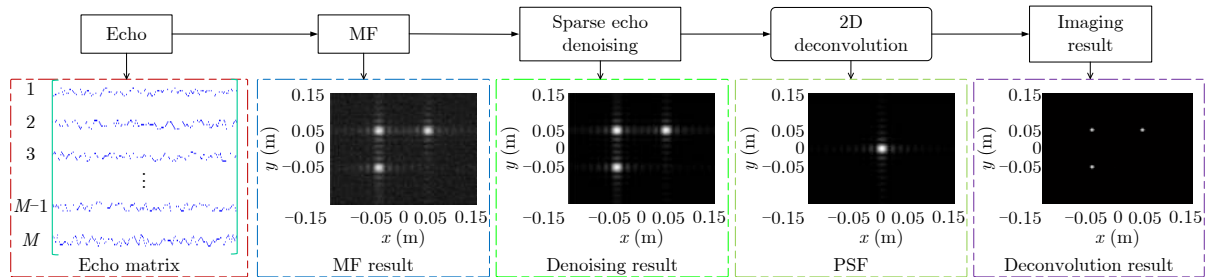 Echo
MF
Sparse echo
denoising
2D
deconvolution
Imaging
result
1
2
3
⋮
M−1
M
Echo matrix
0.15
0.05
0
−0.05
y (m)
−0.15
−0.05 0 0.05
0.15
x (m)
MF result
0.15
0.05
0
−0.05
y (m)
−0.15
−0.05 0 0.05
0.15
x (m)
Denoising result
0.15
0.05
0
−0.05
y (m)
−0.15
−0.05 0 0.05
0.15
x (m)
PSF
0.15
0.05
0
−0.05
y (m)
−0.15
−0.05 0 0.05
0.15
x (m)
Deconvolution result